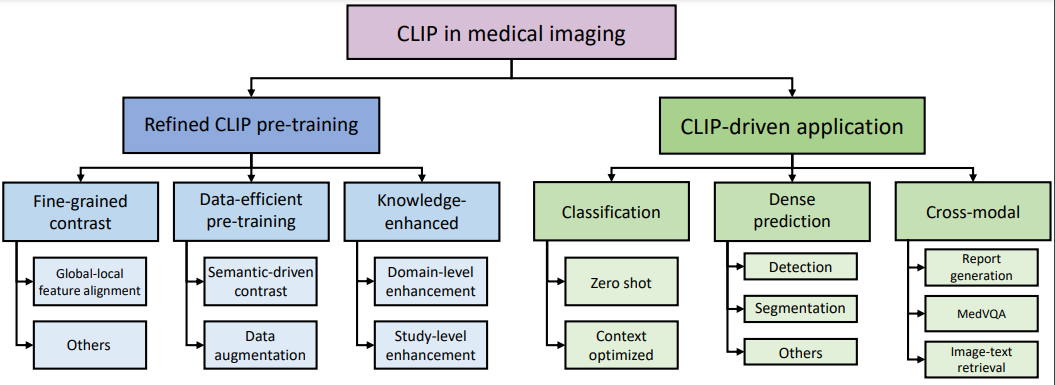 CLIP in medical imaging
Refined CLIP pre-training
CLIP-driven application
Fine-grained
contrast
Data-efficient
pre-training
Knowledge-
enhanced
Classification
Dense
prediction
Cross-modal
Global-local
feature alignment
Others
Semantic-driven
contrast
Data
augmentation
Domain-level
enhancement
Study-level
enhancement
Zero shot
Context
optimized
Detection
Segmentation
Others
Report
generation
MedVQA
Image-text
retrieval